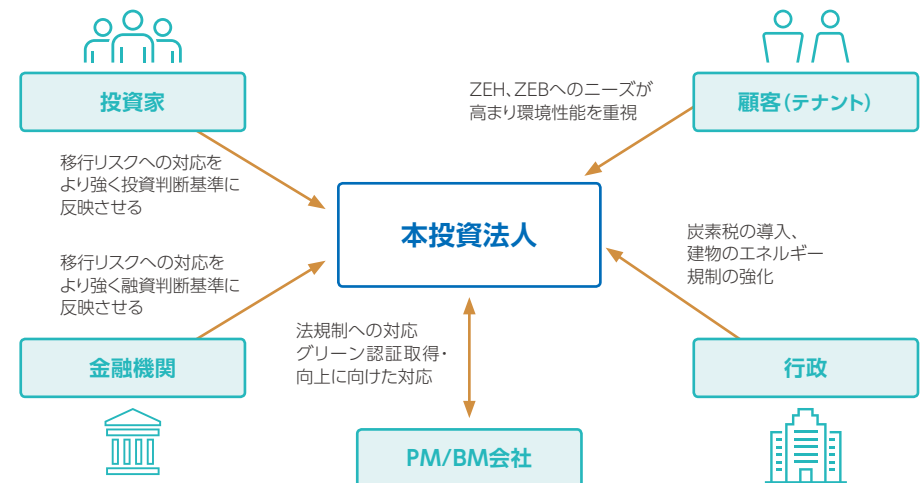 投資家
ZEH、ZEBへのニーズが
高まり環境性能を重視
顧客(テナント)
移行リスクへの対応を
より強く投資判断基準に
反映させる
本投資法人
炭素税の導入、
建物のエネルギー
規制の強化
移行リスクへの対応を
より強く融資判断基準に
反映させる
法規制への対応
グリーン認証取得・
向上に向けた対応
金融機関
行政
PM/BM会社